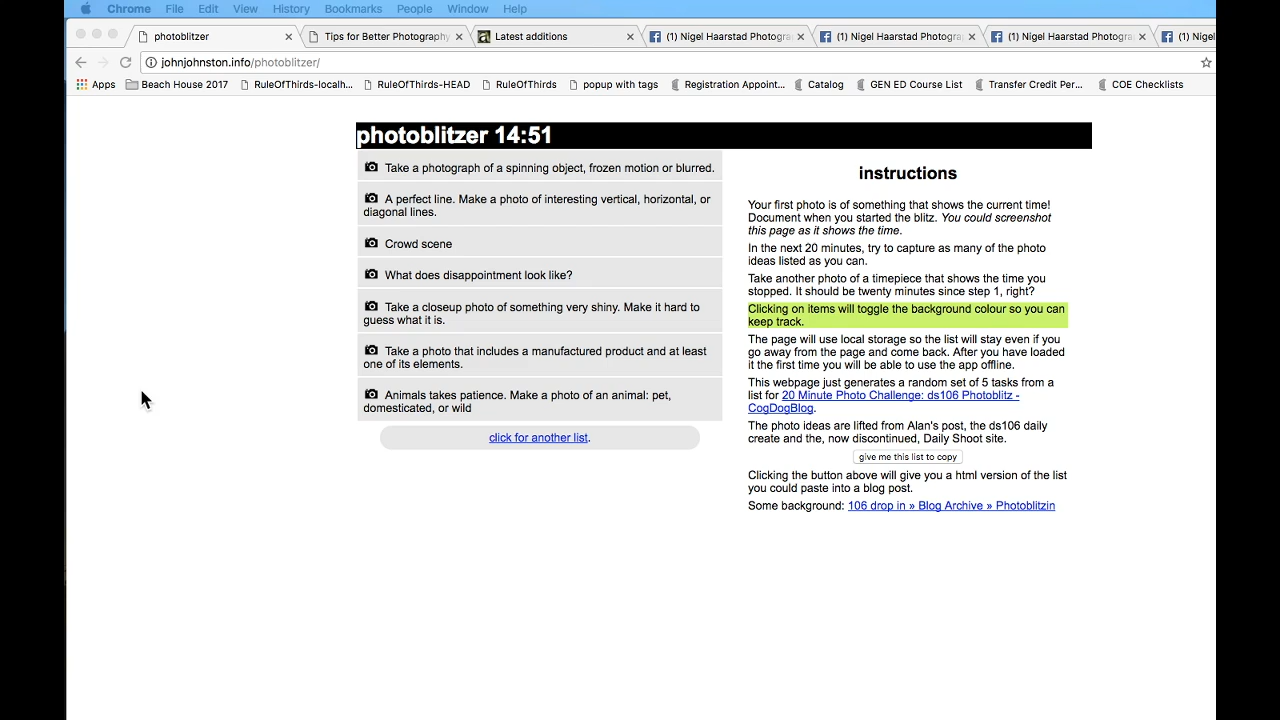 Chrome File Edit View History Bookmarks People Window Help
photoblitzer Tips for Better Photography Latest additions (1) Nigel Haarstad Photogra (1) Nigel Haarstad Photogra (1) Nigel Haarstad Photogra (1) Nigel
johnjohnston.info/photoblitzer/
Apps Beach House 2017 RuleOfThirds-localh... RuleOfThirds-HEAD RuleOfThirds popup with tags Registration Appoint... Catalog GEN ED Course List Transfer Credit Per... COE Checklists
photoblitzer 14:51
Take a photograph of a spinning object, frozen motion or blurred.
A perfect line. Make a photo of interesting vertical, horizontal, or
diagonal lines.
Crowd scene
What does disappointment look like?
Take a closeup photo of something very shiny. Make it hard to
guess what it is.
Take a photo that includes a manufactured product and at least
one of its elements.
Animals takes patience. Make a photo of an animal: pet,
domesticated, or wild
click for another list.
instructions
Your first photo is of something that shows the current time!
Document when you started the blitz. You could screenshot
this page as it shows the time.
In the next 20 minutes, try to capture as many of the photo
ideas listed as you can.
Take another photo of a timepiece that shows the time you
stopped. It should be twenty minutes since step 1, right?
Clicking on items will toggle the background colour so you can
keep track.
The page will use local storage so the list will stay even if you
go away from the page and come back. After you have loaded
it the first time you will be able to use the app offline.
This webpage just generates a random set of 5 tasks from a
list for 20 Minute Photo Challenge: ds106 Photoblitz -
CogDogBlog.
The photo ideas are lifted from Alan's post, the ds106 daily
create and the, now discontinued, Daily Shoot site.
give me this list to copy
Clicking the button above will give you a html version of the list
you could paste into a blog post.
Some background: 106 drop in » Blog Archive » Photoblitzin